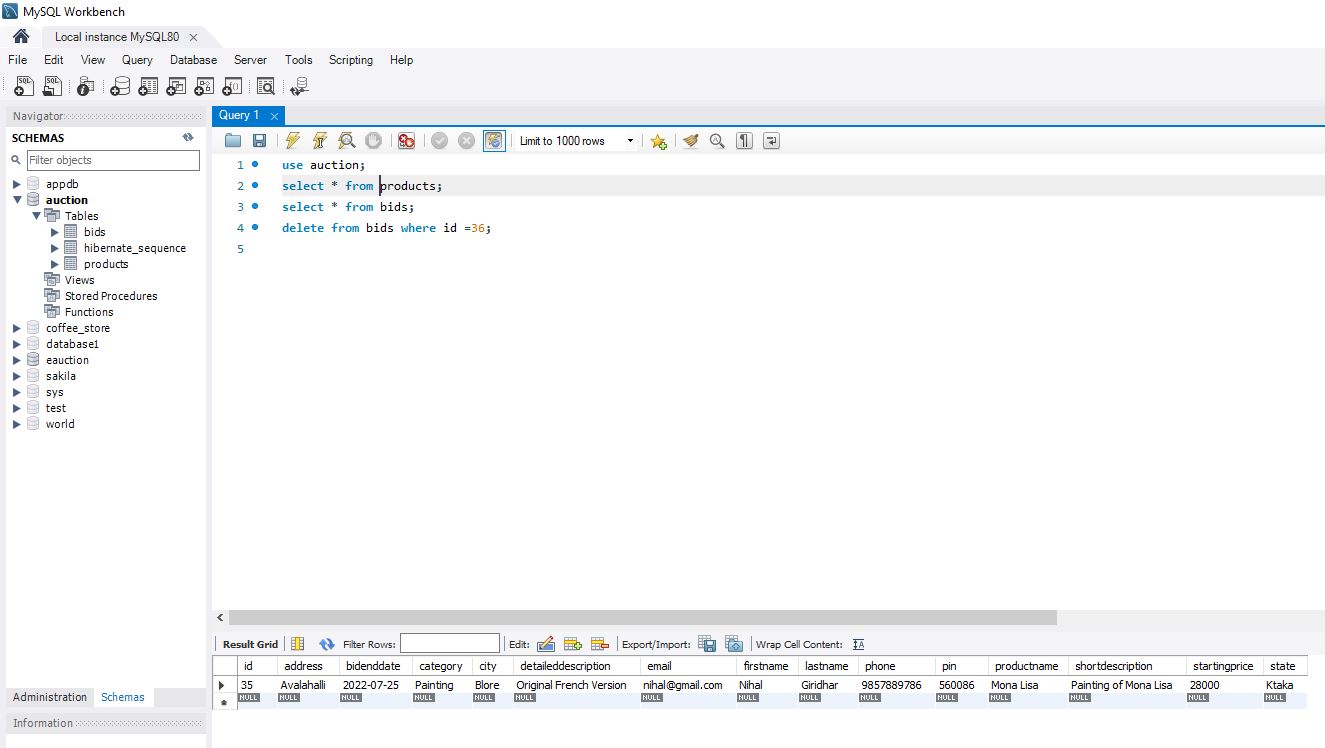 MySQL Workbench
Local instance MySQL80 ×
File Edit View Query Database Server Tools Scripting Help
Navigator
SCHEMAS
Filter objects
appdb
auction
Tables
bids
hibernate_sequence
products
Views
Stored Procedures
Functions
coffee_store
database1
eauction
sakila
sys
test
world
Administration Schemas
Information
Query 1 ×
Limit to 1000 rows
1 use auction;
2 select * from products;
3 select * from bids;
4 delete from bids where id =36;
5
Result Grid Filter Rows: Edit: Export/Import: Wrap Cell Content: IA
id address bidenddate category city detaileddescription email firstname lastname phone pin productname shortdescription startingprice state
35 Avalahalli 2022-07-25 Painting Blore Original French Version nihal@gmail.com Nihal Giridhar 9857889786 560086 Mona Lisa Painting of Mona Lisa 28000 Ktaka
NULL NULL NULL NULL NULL NULL NULL NULL NULL NULL NULL NULL NULL NULL NULL